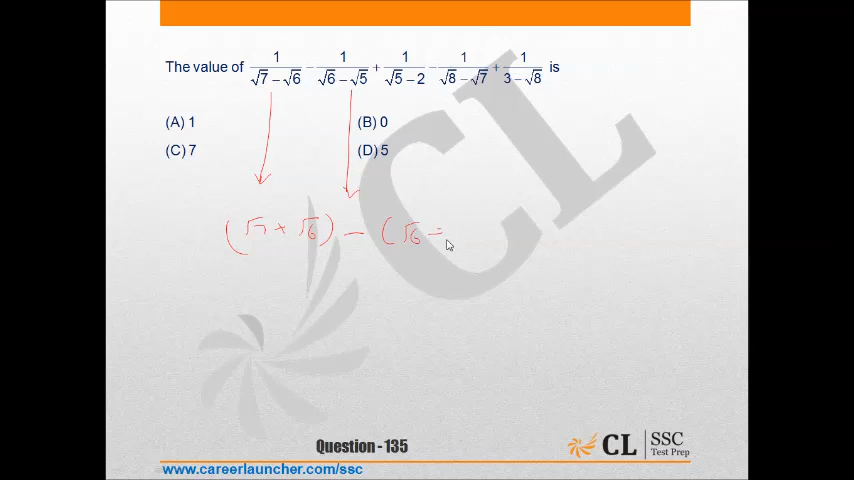 The value of 1/(√7 − √6) − 1/(√6 − √5) + 1/(√5 − 2) − 1/(√8 − √7) + 1/(3 − √8) is
(A) 1 (B) 0
(C) 7 (D) 5
(√7 + √6) − (√6 =
CL
Question - 135
CL SSC
Test Prep
www.careerlauncher.com/ssc